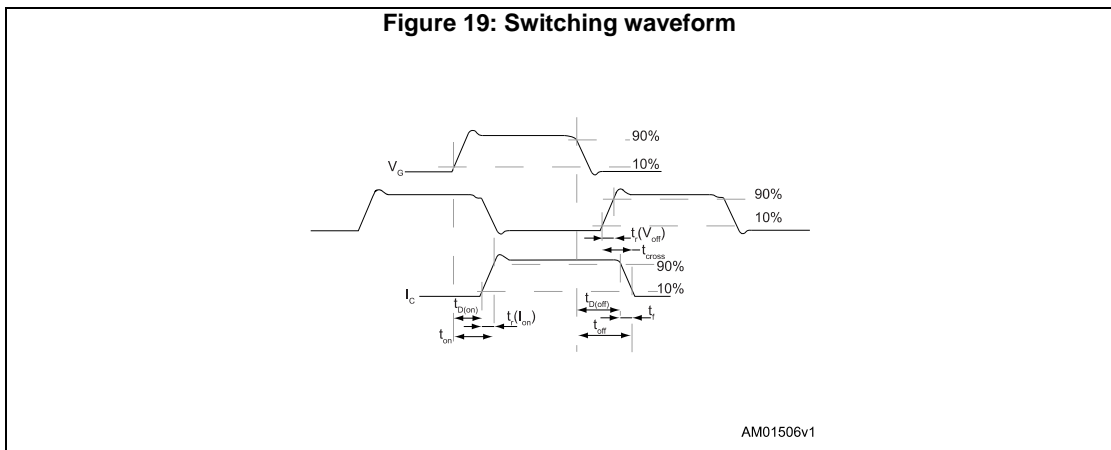 Figure 19: Switching waveform
90%
V_G
10%
90%
10%
t_r(V_off)
t_cross
90%
I_C
10%
t_D(on)
t_D(off)
t_r(I_on)
t_f
t_on
t_off
AM01506v1